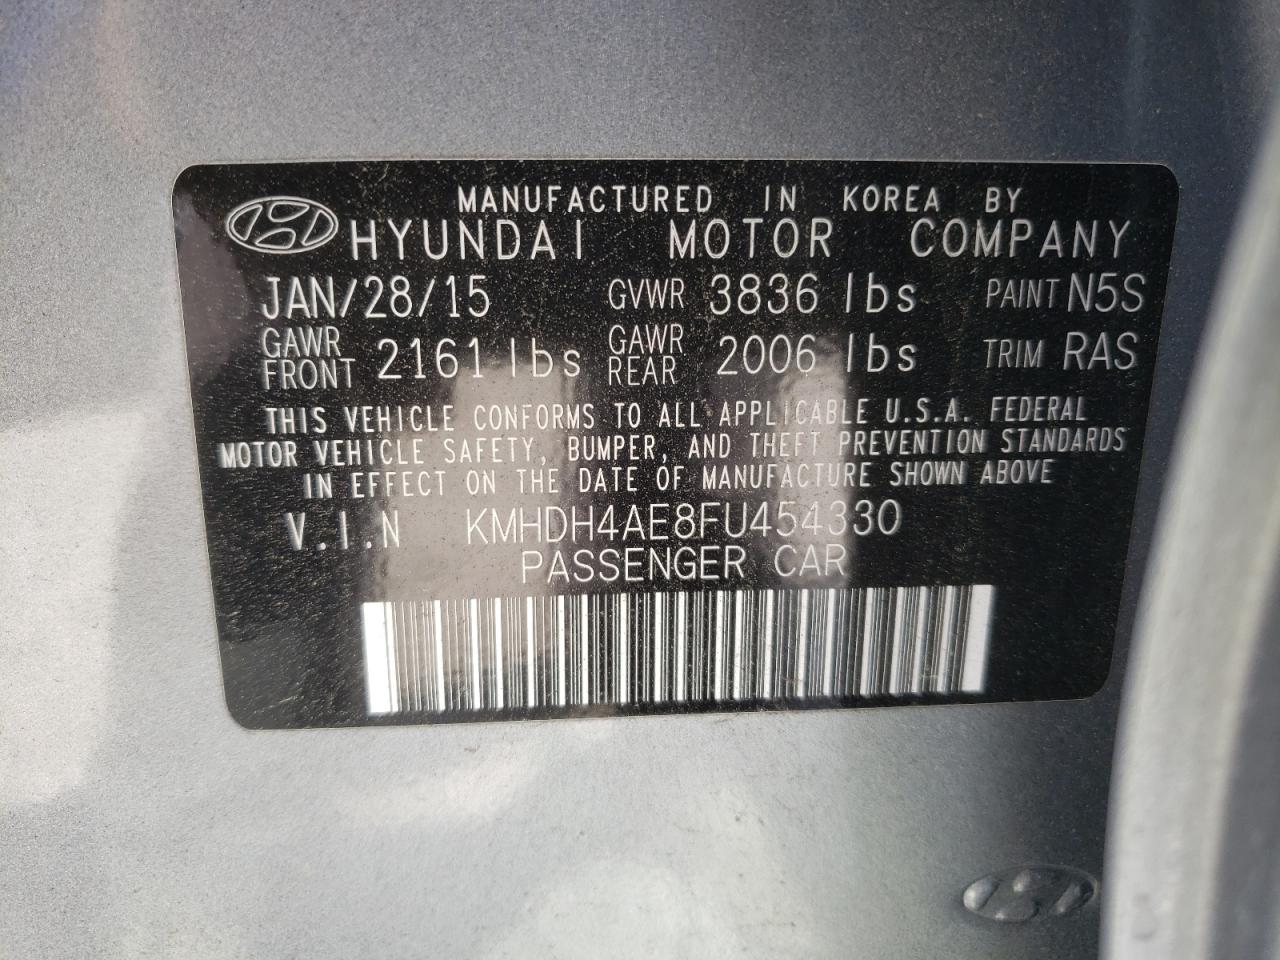 MANUFACTURED IN KOREA BY
HYUNDAI MOTOR COMPANY
JAN/28/15 GVWR 3836 lbs PAINT N5S
GAWR FRONT 2161 lbs GAWR REAR 2006 lbs TRIM RAS
THIS VEHICLE CONFORMS TO ALL APPLICABLE U.S.A. FEDERAL
MOTOR VEHICLE SAFETY, BUMPER, AND THEFT PREVENTION STANDARDS
IN EFFECT ON THE DATE OF MANUFACTURE SHOWN ABOVE
V.I.N KMHDH4AE8FU454330
PASSENGER CAR